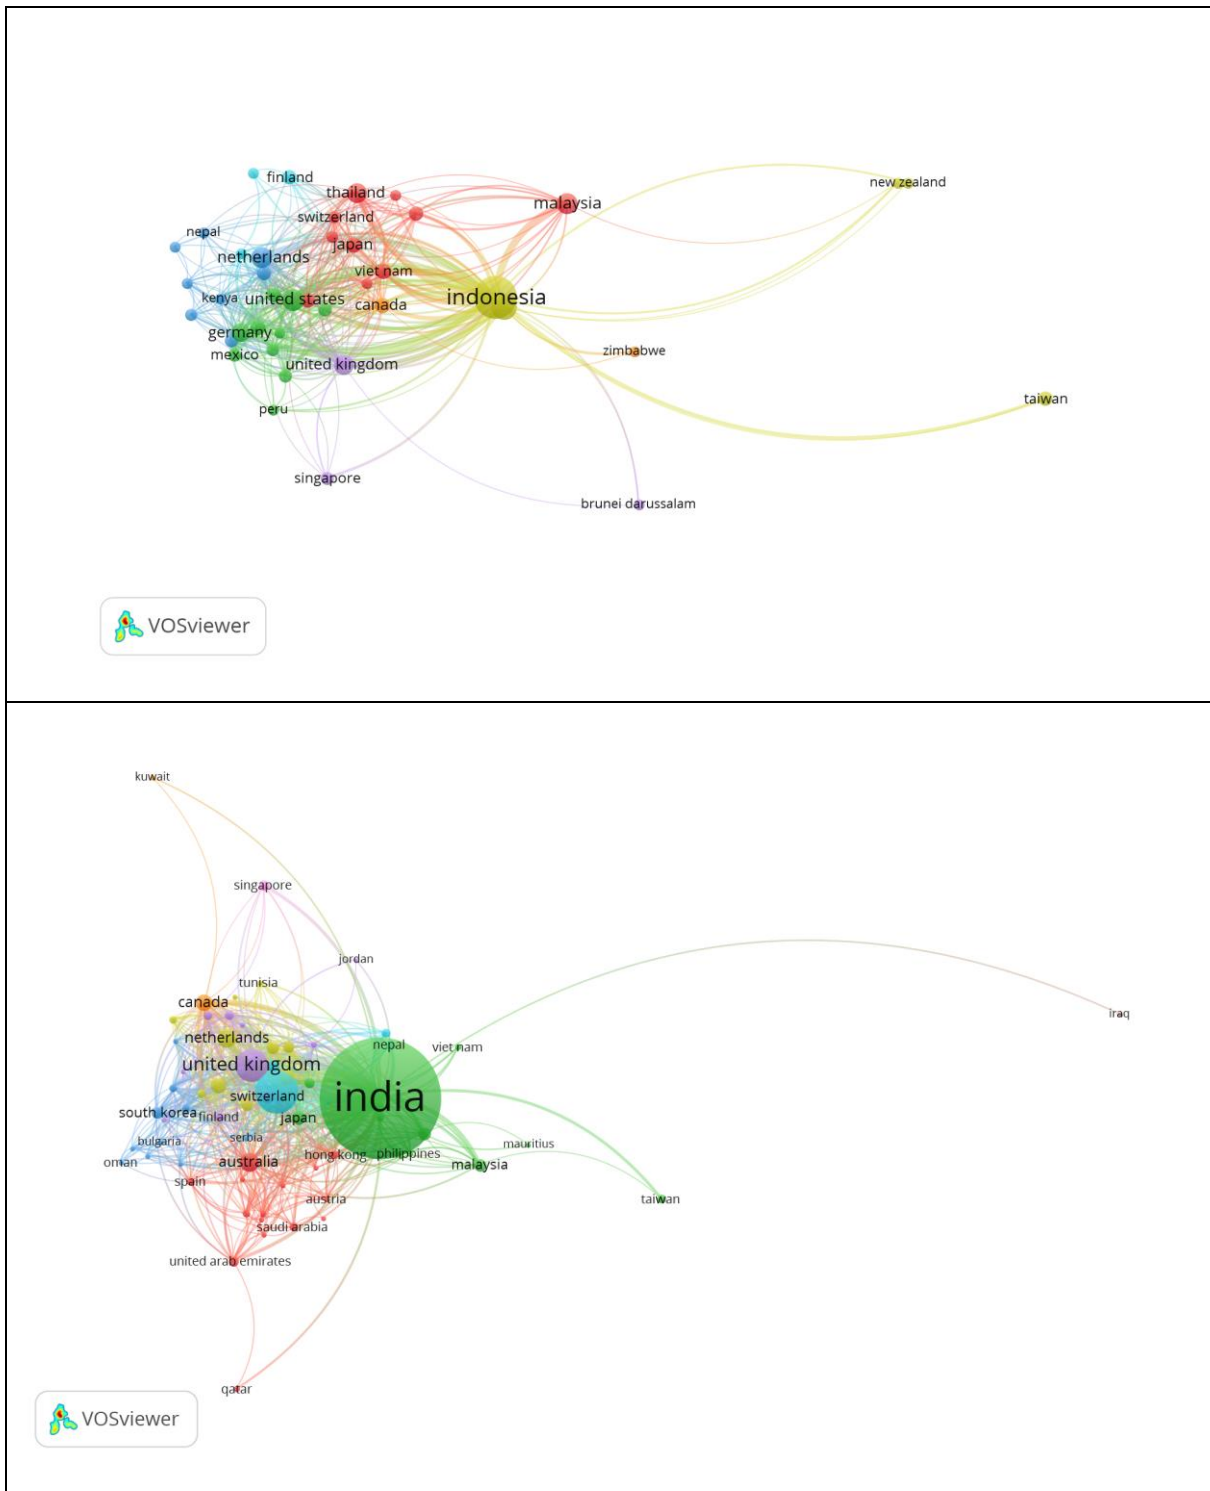 finland
thailand
new zealand
malaysia
switzerland
nepal
japan
netherlands
viet nam
kenya
united states
indonesia
canada
germany
mexico
zimbabwe
united kingdom
taiwan
peru
singapore
brunei darussalam
VOSviewer
kuwait
singapore
jordan
tunisia
canada
iraq
netherlands
nepal
viet nam
united kingdom
switzerland
india
south korea
finland
japan
bulgaria
serbia
mauritius
oman
australia
hong kong
philippines
malaysia
spain
austria
taiwan
saudi arabia
united arab emirates
qatar
VOSviewer